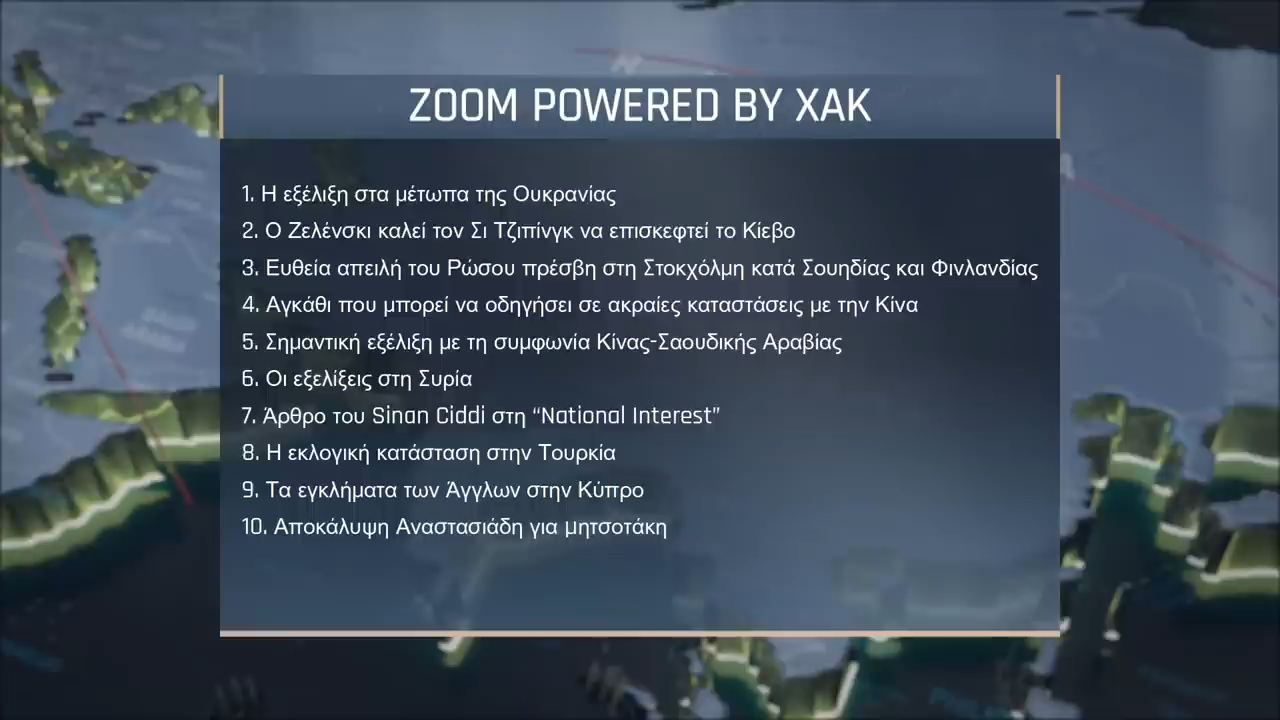 ZOOM POWERED BY XAK
1. Η εξέλιξη στα μέτωπα της Ουκρανίας
2. Ο Ζελένσκι καλεί τον Σι Τζιπίνγκ να επισκεφτεί το Κίεβο
3. Ευθεία απειλή του Ρώσου πρέσβη στη Στοκχόλμη κατά Σουηδίας και Φινλανδίας
4. Αγκάθι που μπορεί να οδηγήσει σε ακραίες καταστάσεις με την Κίνα
5. Σημαντική εξέλιξη με τη συμφωνία Κίνας-Σαουδικής Αραβίας
6. Οι εξελίξεις στη Συρία
7. Άρθρο του Sinan Ciddi στη “National Interest”
8. Η εκλογική κατάσταση στην Τουρκία
9. Τα εγκλήματα των Άγγλων στην Κύπρο
10. Αποκάλυψη Αναστασιάδη για μητσοτάκη